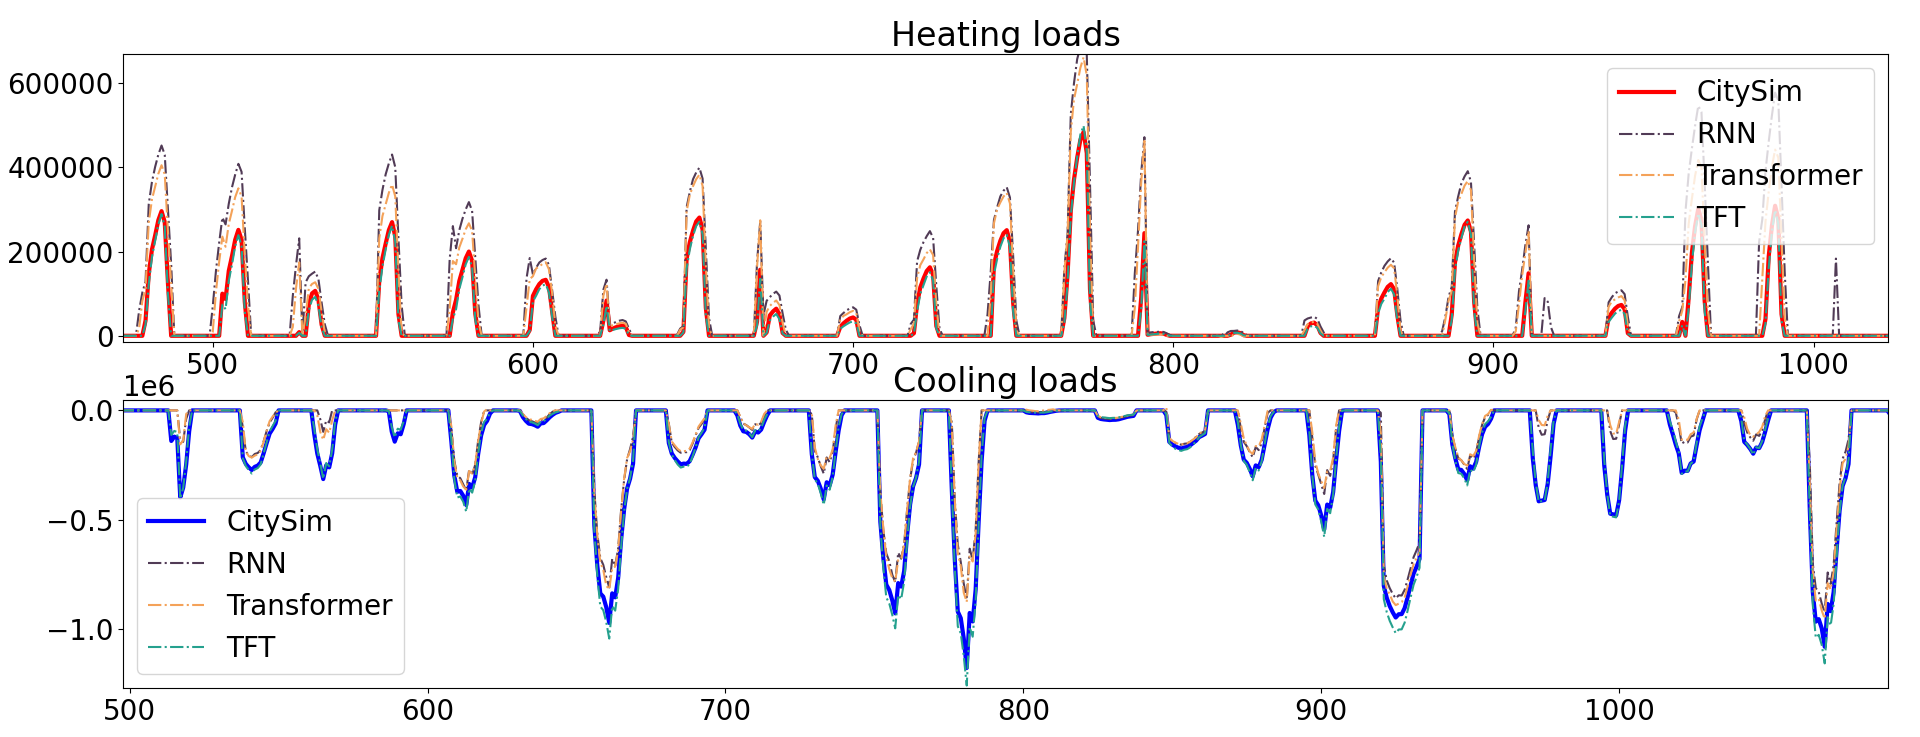 Heating loads
600000
400000
200000
0
CitySim
RNN
Transformer
TFT
500 600 700 800 900 1000
1e6
Cooling loads
0.0
−0.5
−1.0
CitySim
RNN
Transformer
TFT
500 600 700 800 900 1000